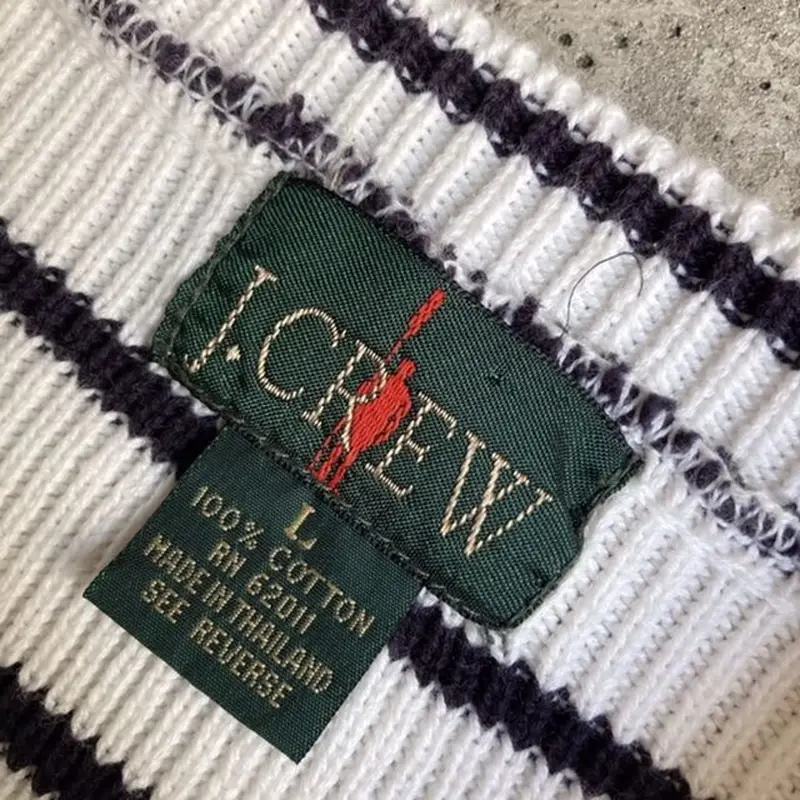 J.CREW
L
100% COTTON
RN 62011
MADE IN THAILAND
SEE REVERSE